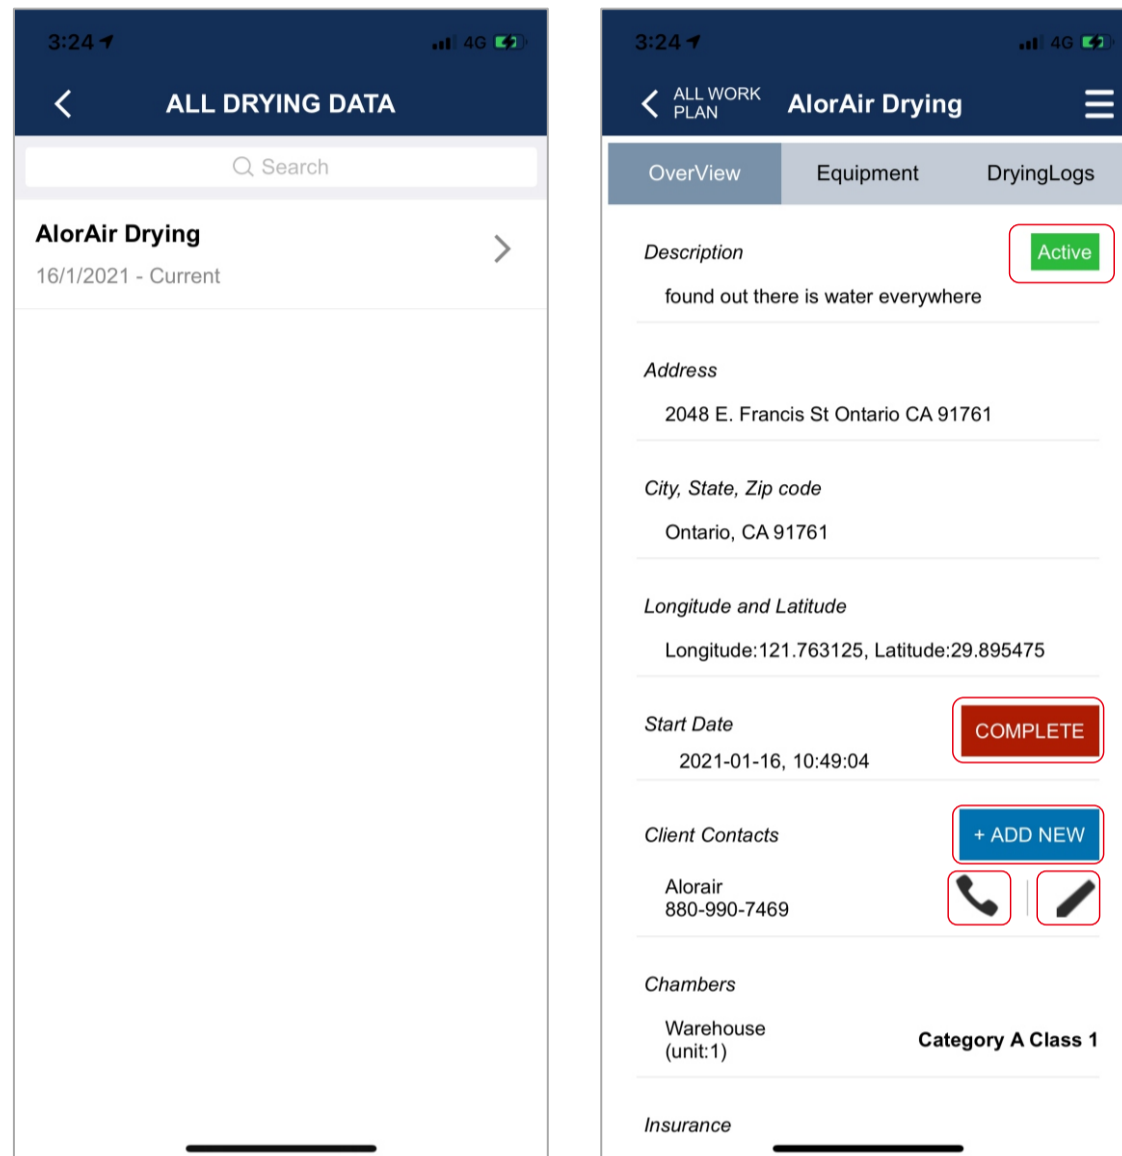 3:24
4G
ALL DRYING DATA
Search
AlorAir Drying
16/1/2021 - Current
3:24
4G
ALL WORK
PLAN
AlorAir Drying
OverView
Equipment
DryingLogs
Description
Active
found out there is water everywhere
Address
2048 E. Francis St Ontario CA 91761
City, State, Zip code
Ontario, CA 91761
Longitude and Latitude
Longitude:121.763125, Latitude:29.895475
Start Date
COMPLETE
2021-01-16, 10:49:04
Client Contacts
+ ADD NEW
Alorair
880-990-7469
Chambers
Warehouse
(unit:1)
Category A Class 1
Insurance